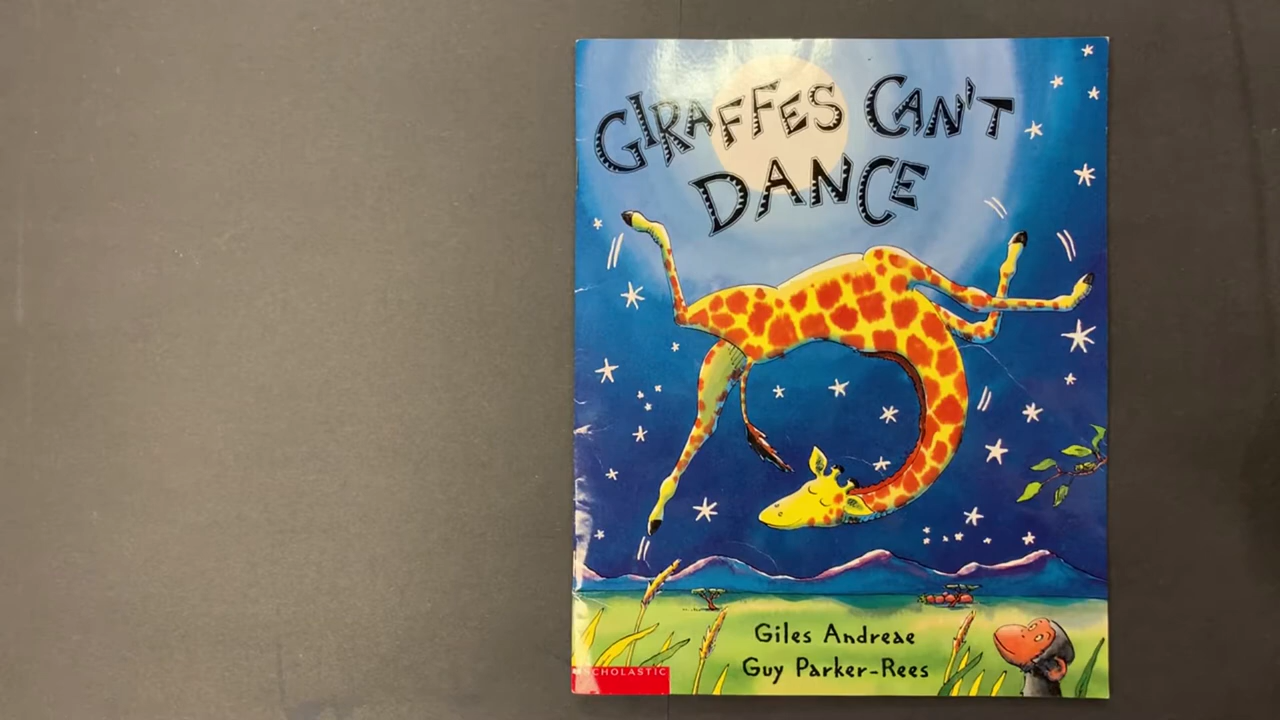 GIRAFFES CAN'T
DANCE
Giles Andreae
Guy Parker-Rees
SCHOLASTIC